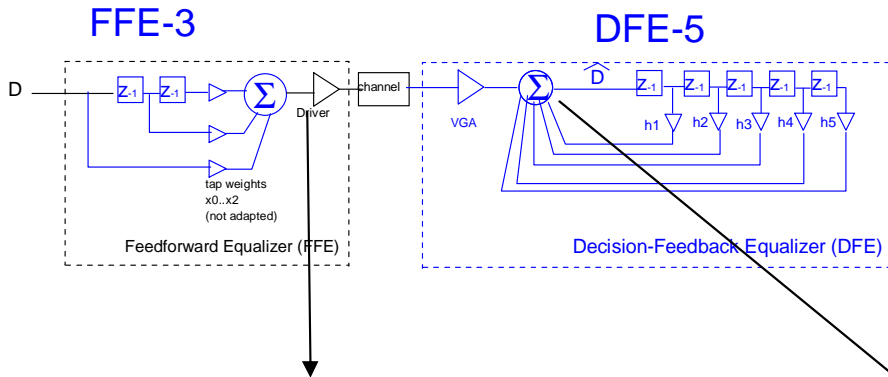 FFE-3
DFE-5
D
Z-1 Z-1
Σ
Driver
channel
tap weights
x0..x2
(not adapted)
Feedforward Equalizer (FFE)
VGA
Σ
D
Z-1 Z-1 Z-1 Z-1 Z-1
h1 h2 h3 h4 h5
Decision-Feedback Equalizer (DFE)